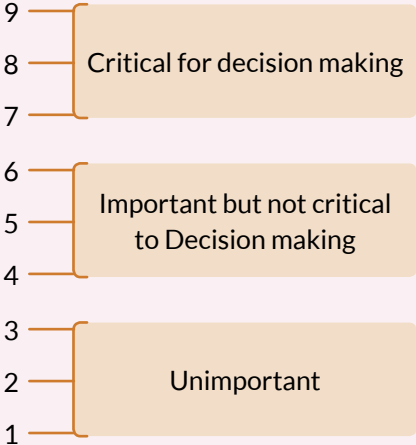 9
8 Critical for decision making
7
6
Important but not critical
5
to Decision making
4
3
2 Unimportant
1